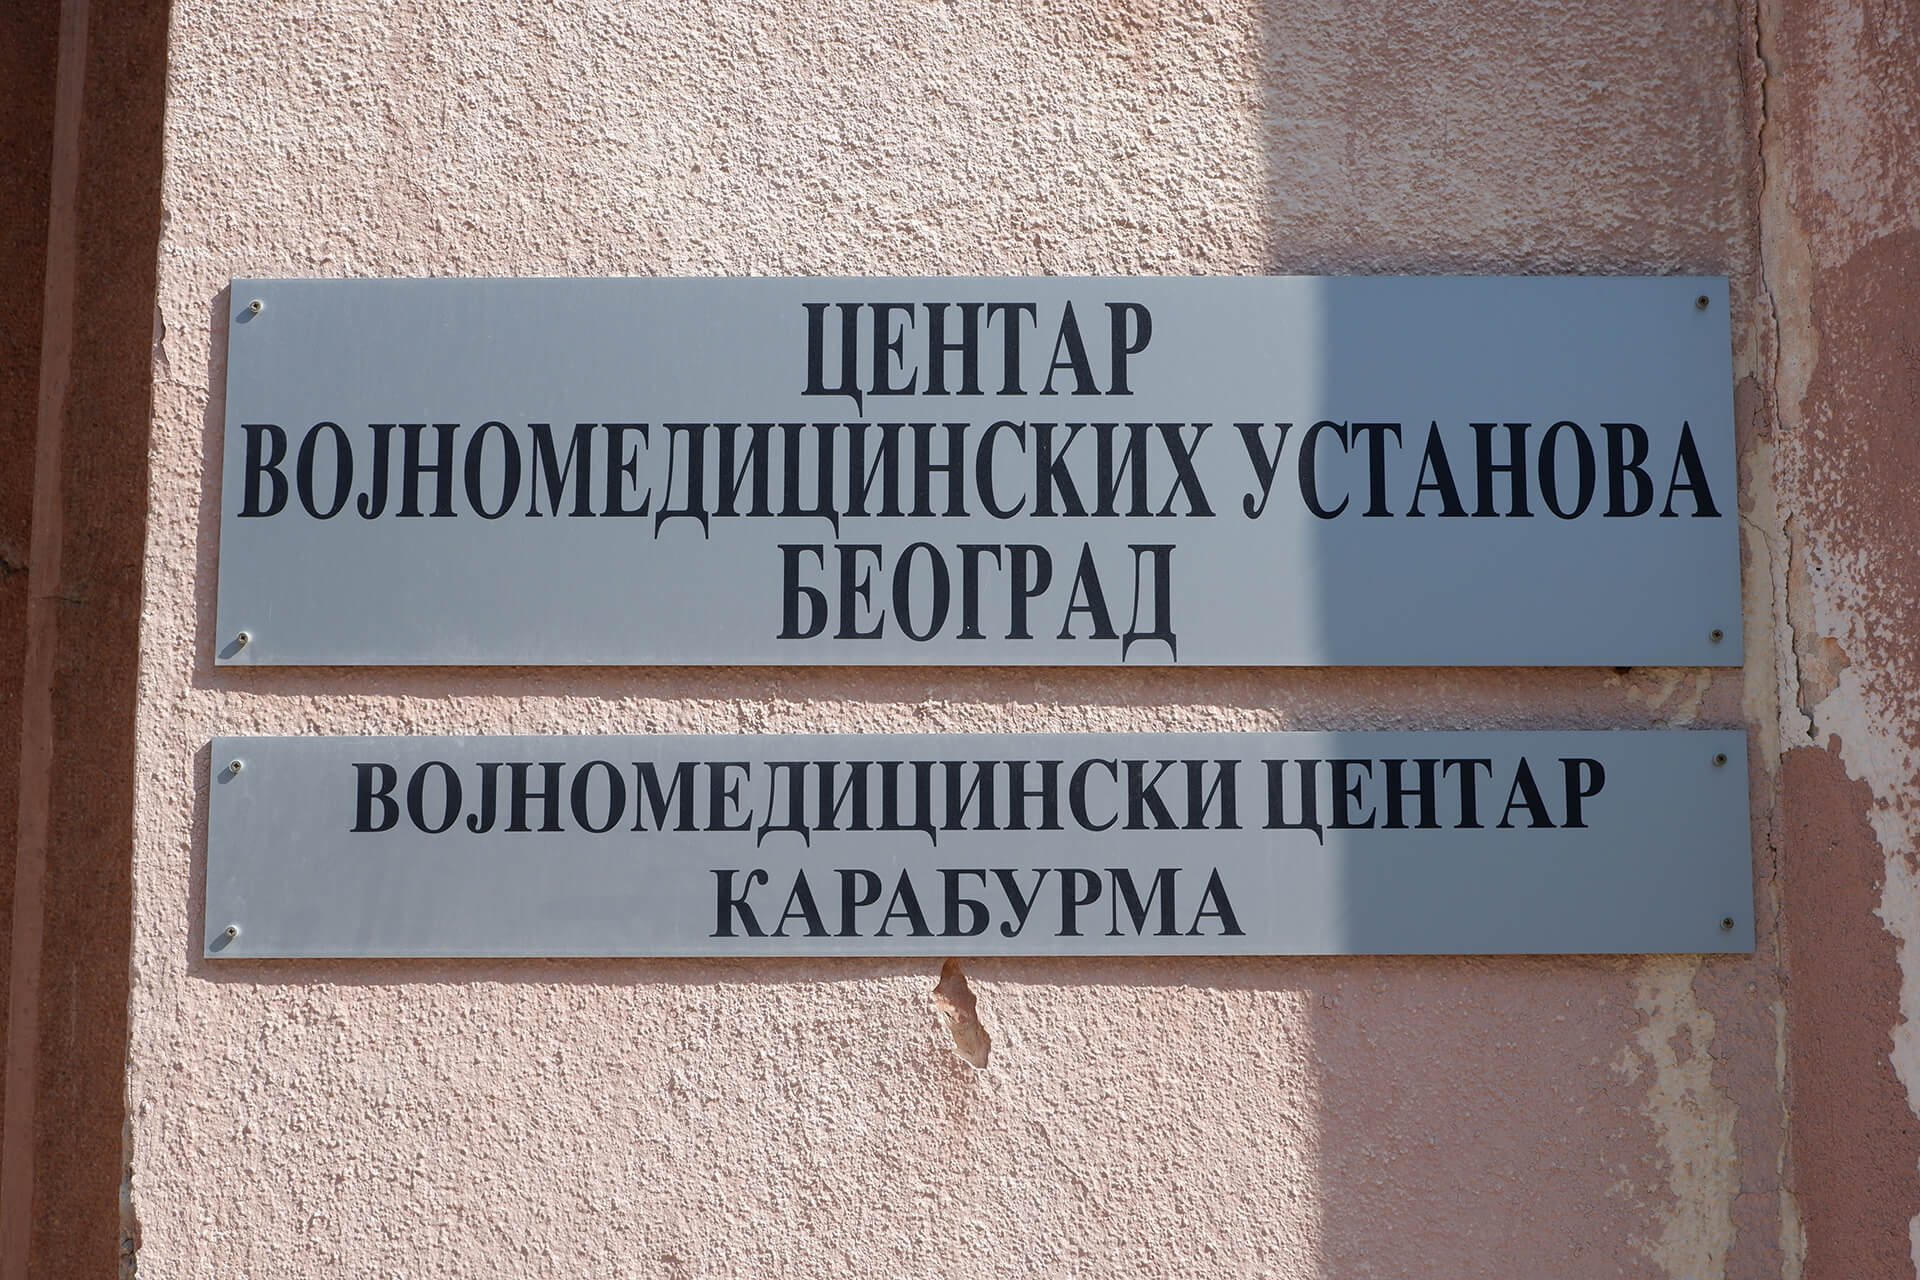 ЦЕНТАР
ВОЈНОМЕДИЦИНСКИХ УСТАНОВА
БЕОГРАД
ВОЈНОМЕДИЦИНСКИ ЦЕНТАР
КАРАБУРМА